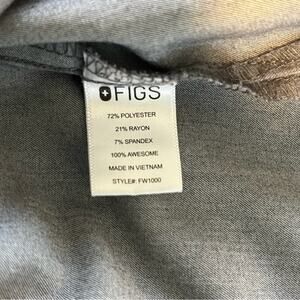 FIGS
72% POLYESTER
21% RAYON
7% SPANDEX
100% AWESOME
MADE IN VIETNAM
STYLE#: FW1000